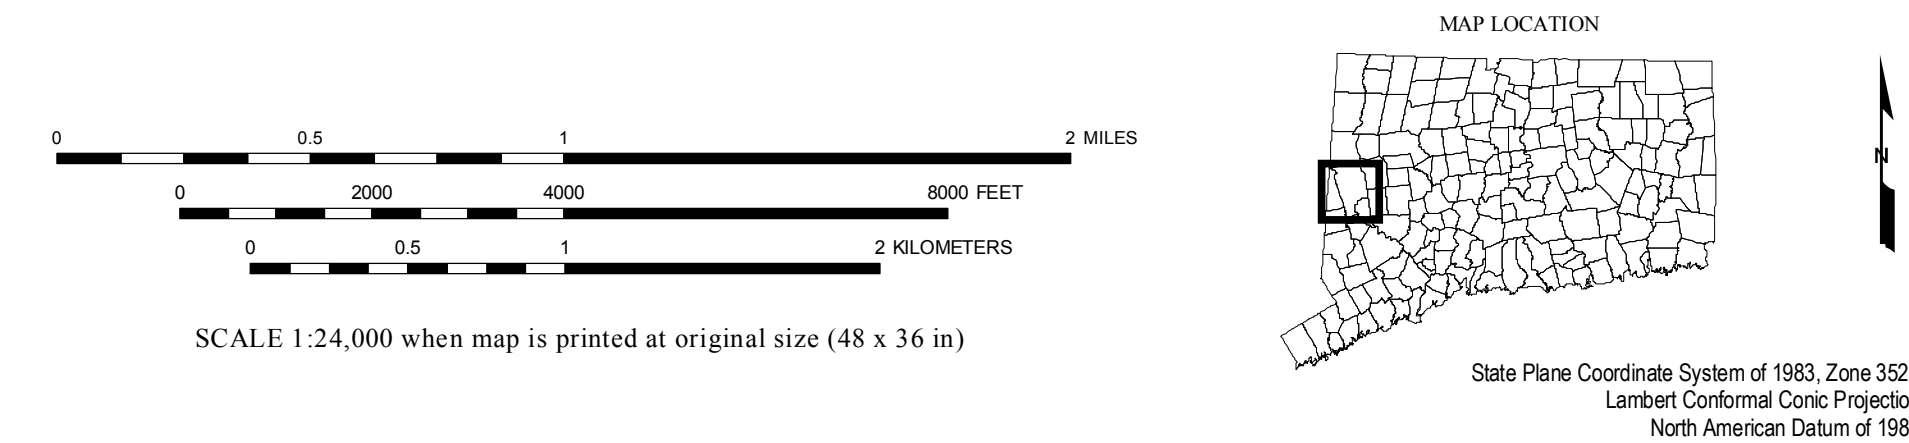 0 0.5 1 2 MILES
0 2000 4000 8000 FEET
0 0.5 1 2 KILOMETERS
SCALE 1:24,000 when map is printed at original size (48 x 36 in)
MAP LOCATION
N
State Plane Coordinate System of 1983, Zone 352
Lambert Conformal Conic Projectio
North American Datum of 198